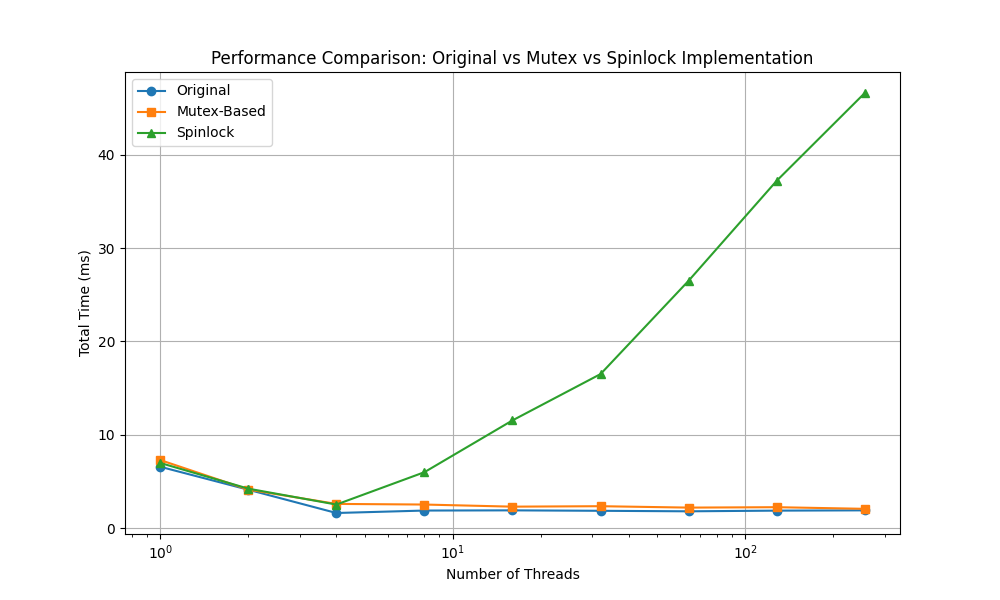 Performance Comparison: Original vs Mutex vs Spinlock Implementation
Original
Mutex-Based
Spinlock
Total Time (ms)
40
30
20
10
0
10⁰
10¹
10²
Number of Threads